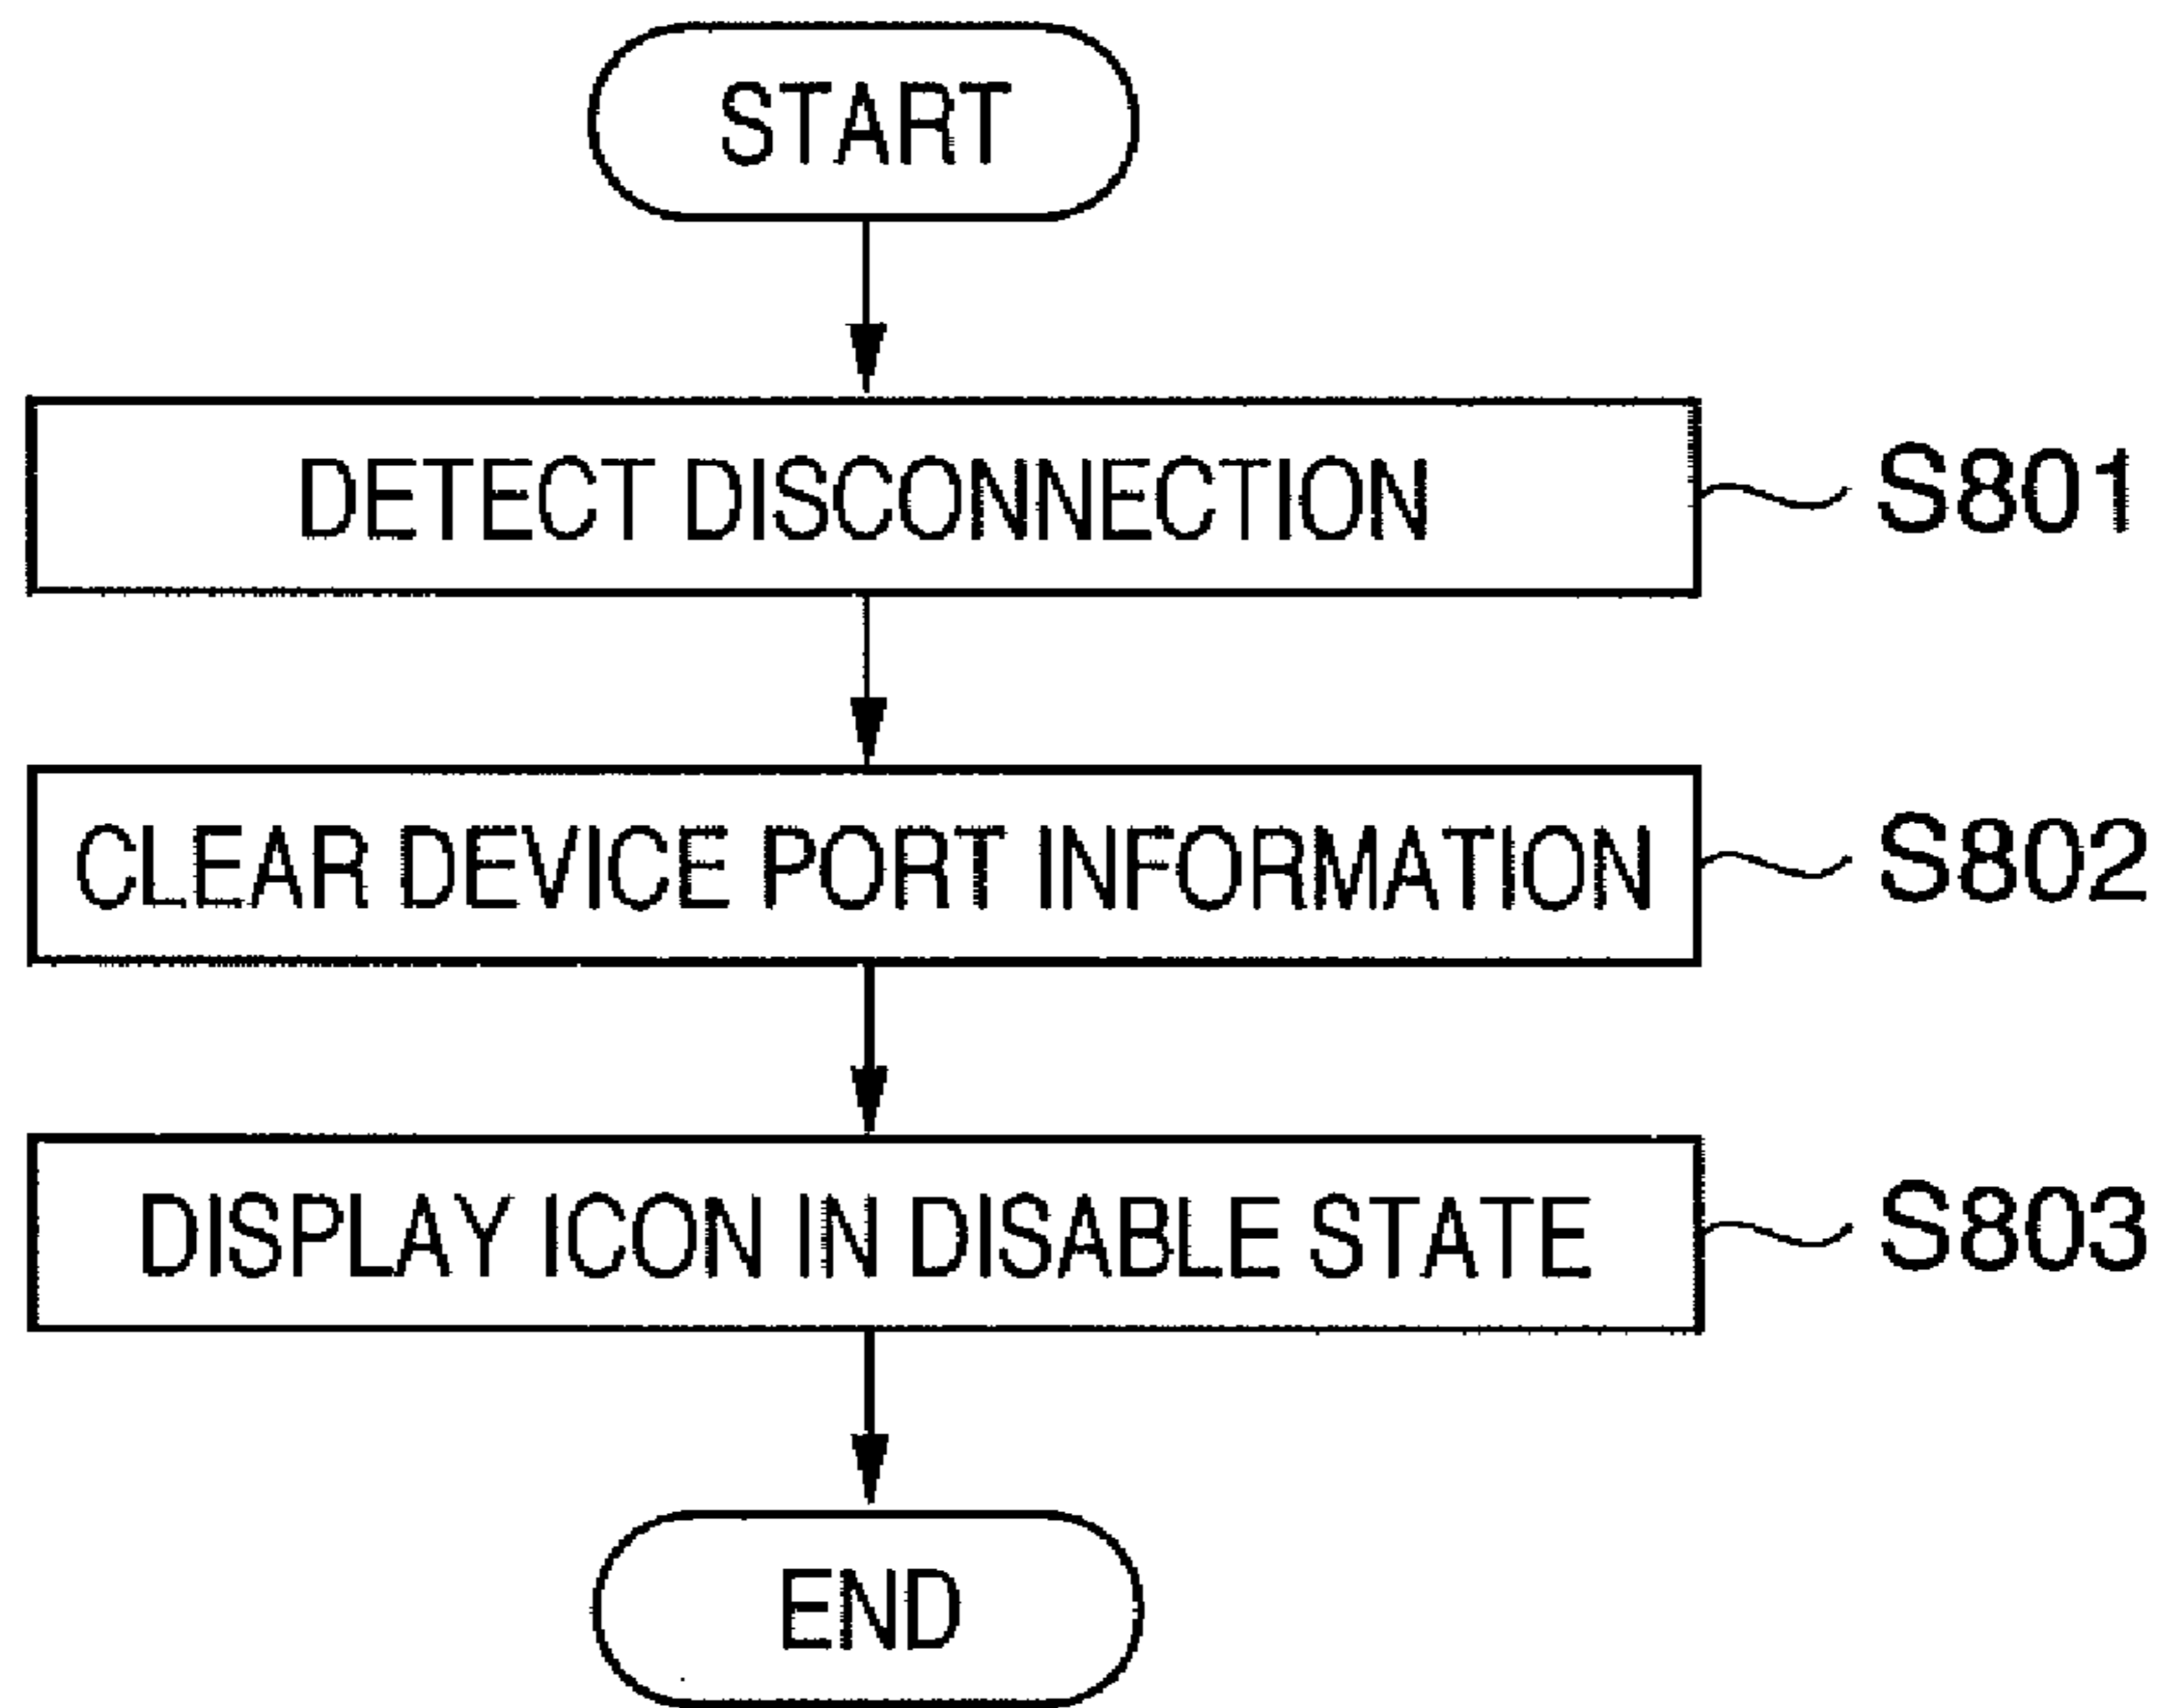 START
DETECT DISCONNECTION S801
CLEAR DEVICE PORT INFORMATION S802
DISPLAY ICON IN DISABLE STATE S803
END